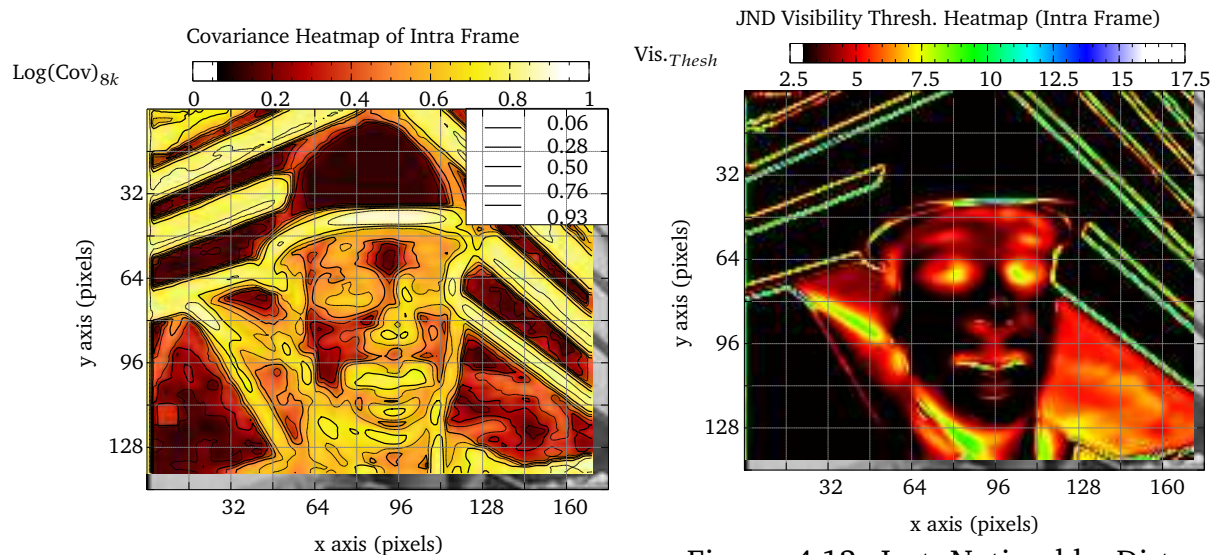 Covariance Heatmap of Intra Frame
Log(Cov)8k
0 0.2 0.4 0.6 0.8 1
0.06
0.28
0.50
0.76
0.93
32
64
96
128
y axis (pixels)
32 64 96 128 160
x axis (pixels)
JND Visibility Thresh. Heatmap (Intra Frame)
Vis.Thesh
2.5 5 7.5 10 12.5 15 17.5
32
64
96
128
y axis (pixels)
32 64 96 128 160
x axis (pixels)